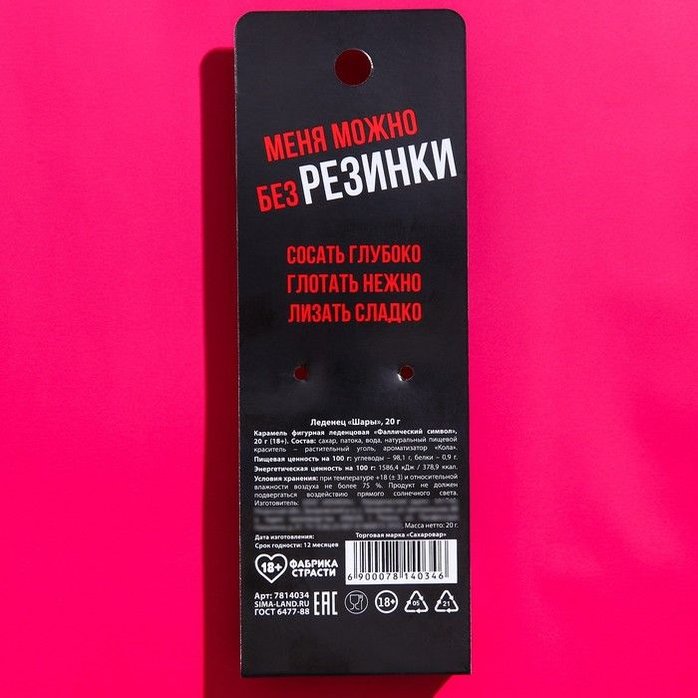 МЕНЯ МОЖНО
БЕЗ РЕЗИНКИ
СОСАТЬ ГЛУБОКО
ГЛОТАТЬ НЕЖНО
ЛИЗАТЬ СЛАДКО
Леденец «Шары», 20 г
Карамель фигурная леденцовая «Фаллический символ»,
20 г (18+). Состав: сахар, патока, вода, натуральный пищевой
краситель – растительный уголь, ароматизатор «Кола».
Пищевая ценность на 100 г: углеводы – 98,1 г, белки – 0,9 г.
Энергетическая ценность на 100 г: 1586,4 кДж / 378,9 ккал.
Условия хранения: при температуре +18 (± 3) и относительной
влажности воздуха не более 75 %. Продукт не должен
подвергаться воздействию прямого солнечного света.
Изготовитель:
Масса нетто: 20 г.
Дата изготовления:
Срок годности: 12 месяцев
Торговая марка «Сахаровар»
18+ ФАБРИКА
СТРАСТИ
6 900078 140346
Арт: 7814034
SIMA-LAND.RU
ГОСТ 6477-88
EAC
18+
05
21